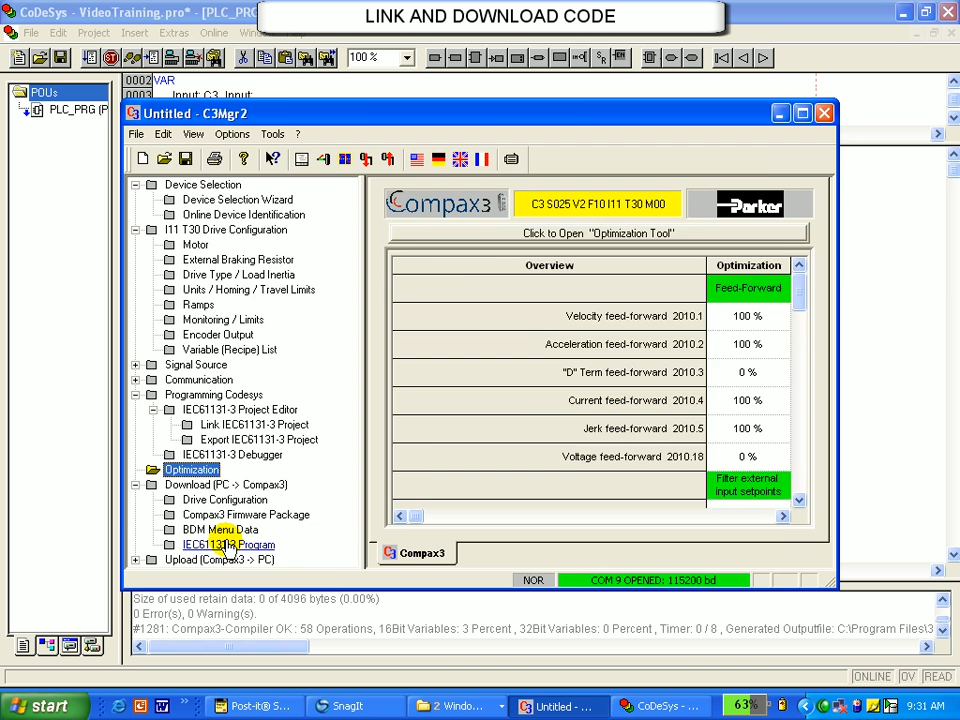 CoDeSys - VideoTraining.pro* - [PLC_PRG
LINK AND DOWNLOAD CODE
File Edit Project Insert Extras Online
100 %
POUs
PLC_PRG (P
0002 VAR
0003 Input: C3_Input;
Untitled - C3Mgr2
File Edit View Options Tools ?
Device Selection
Device Selection Wizard
Online Device Identification
I11 T30 Drive Configuration
Motor
External Braking Resistor
Drive Type / Load Inertia
Units / Homing / Travel Limits
Ramps
Monitoring / Limits
Encoder Output
Variable (Recipe) List
Signal Source
Communication
Programming Codesys
IEC61131-3 Project Editor
Link IEC61131-3 Project
Export IEC61131-3 Project
IEC61131-3 Debugger
Optimization
Download (PC -> Compax3)
Drive Configuration
Compax3 Firmware Package
BDM Menu Data
IEC61131-3 Program
Upload (Compax3 -> PC)
Compax3
C3 S025 V2 F10 I11 T30 M00
Parker
Click to Open "Optimization Tool"
Overview Optimization
Feed-Forward
Velocity feed-forward 2010.1 100 %
Acceleration feed-forward 2010.2 100 %
"D" Term feed-forward 2010.3 0 %
Current feed-forward 2010.4 100 %
Jerk feed-forward 2010.5 100 %
Voltage feed-forward 2010.18 0 %
Filter external
input setpoints
Compax3
NOR COM 9 OPENED: 115200 bd
Size of used retain data: 0 of 4096 bytes (0.00%)
0 Error(s), 0 Warning(s).
#1281: Compax3-Compiler OK : 58 Operations, 16Bit Variables: 3 Percent , 32Bit Variables: 0 Percent , Timer: 0 / 8 , Generated Outputfile: C:\Program Files\3
ONLINE OV READ
start
Post-it® S...
SnagIt
2 Windo...
Untitled - ...
CoDeSys - ...
63%
9:31 AM